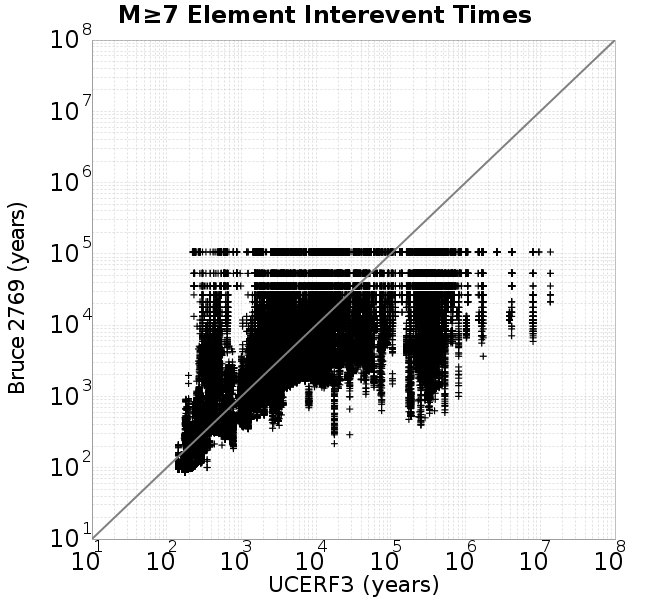 M≥7 Element Interevent Times
10^8
10^7
10^6
10^5
10^4
10^3
10^2
10^1
Bruce 2769 (years)
10^1 10^2 10^3 10^4 10^5 10^6 10^7 10^8
UCERF3 (years)